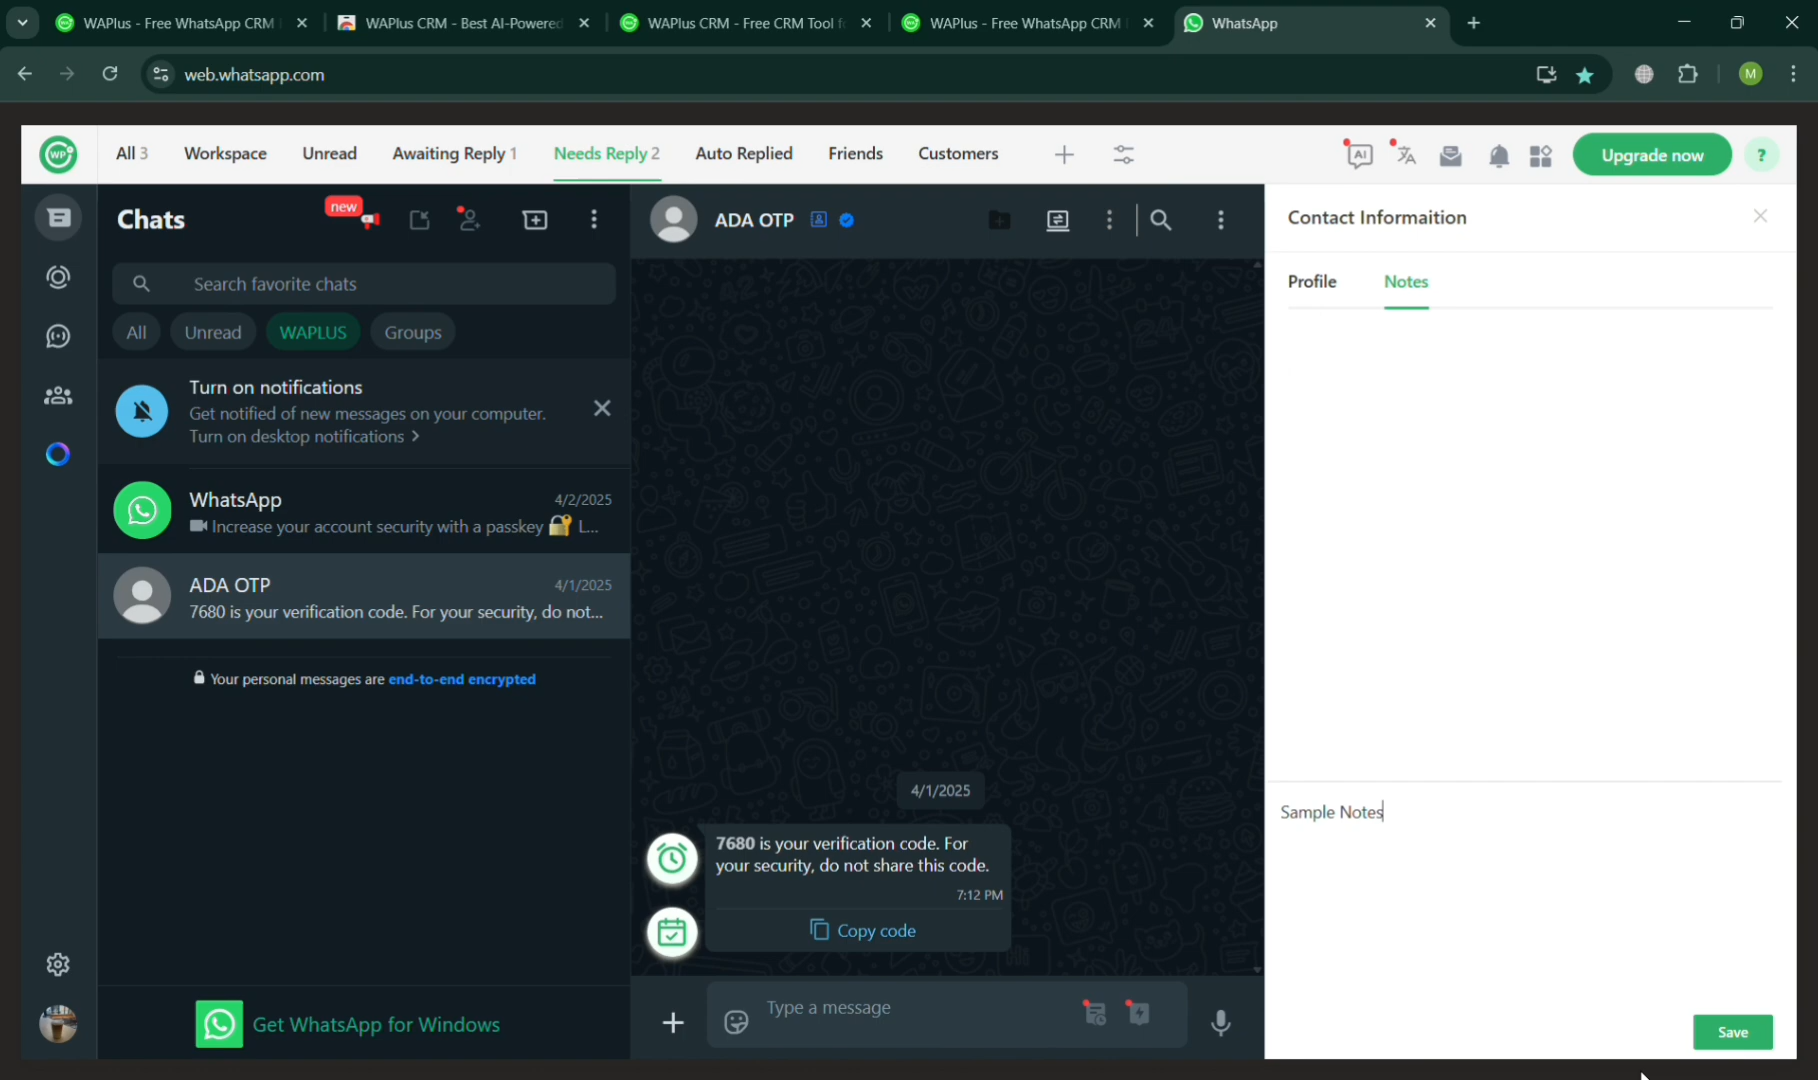 WAPlus - Free WhatsApp CRM
WAPlus CRM - Best AI-Powered
WAPlus CRM - Free CRM Tool f
WAPlus - Free WhatsApp CRM
WhatsApp
web.whatsapp.com
M
WP
All 3
Workspace
Unread
Awaiting Reply 1
Needs Reply 2
Auto Replied
Friends
Customers
AI
Upgrade now
?
Chats
new
ADA OTP
Contact Informaition
Search favorite chats
Profile
Notes
All
Unread
WAPLUS
Groups
Turn on notifications
Get notified of new messages on your computer.
Turn on desktop notifications >
WhatsApp
4/2/2025
Increase your account security with a passkey 🔐 L...
ADA OTP
4/1/2025
7680 is your verification code. For your security, do not...
Your personal messages are end-to-end encrypted
4/1/2025
7680 is your verification code. For
your security, do not share this code.
7:12 PM
Copy code
Sample Notes
Type a message
Get WhatsApp for Windows
Save